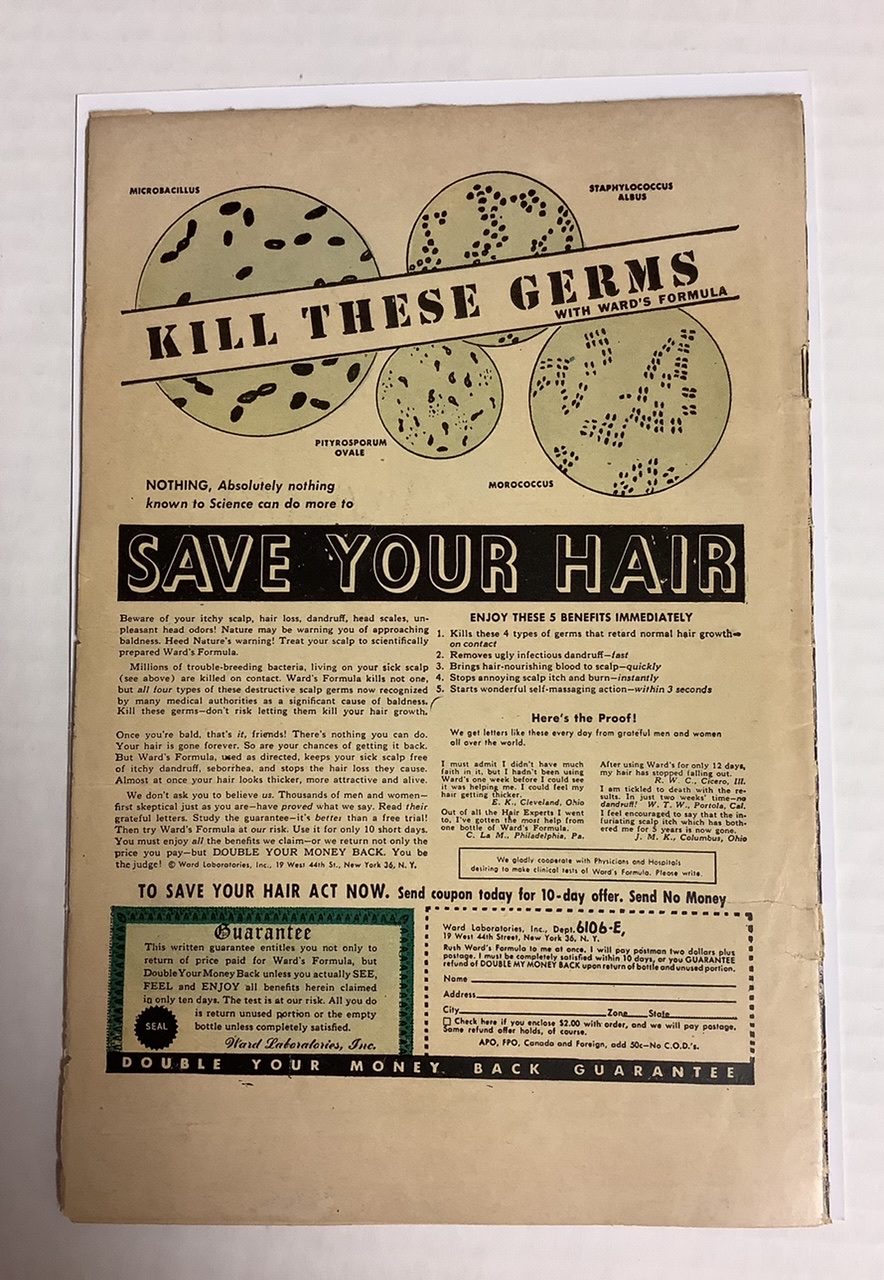 MICROBACILLUS
STAPHYLOCOCCUS
ALBUS
KILL THESE GERMS
WITH WARD'S FORMULA
PITYROSPORUM
OVALE
MOROCOCCUS
NOTHING, Absolutely nothing
known to Science can do more to
SAVE YOUR HAIR
Beware of your itchy scalp, hair loss, dandruff, head scales, un-
pleasant head odors! Nature may be warning you of approaching
baldness. Heed Nature's warning! Treat your scalp to scientifically
prepared Ward's Formula.
Millions of trouble-breeding bacteria, living on your sick scalp
(see above) are killed on contact. Ward's Formula kills not one,
but all four types of these destructive scalp germs now recognized
by many medical authorities as a significant cause of baldness.
Kill these germs—don't risk letting them kill your hair growth.
Once you're bald, that's it, friends! There's nothing you can do.
Your hair is gone forever. So are your chances of getting it back.
But Ward's Formula, used as directed, keeps your sick scalp free
of itchy dandruff, seborrhea, and stops the hair loss they cause.
Almost at once your hair looks thicker, more attractive and alive.
We don't ask you to believe us. Thousands of men and women—
first skeptical just as you are—have proved what we say. Read their
grateful letters. Study the guarantee—it's better than a free trial!
Then try Ward's Formula at our risk. Use it for only 10 short days.
You must enjoy all the benefits we claim—or we return not only the
price you pay—but DOUBLE YOUR MONEY BACK. You be
the judge! © Ward Laboratories, Inc., 19 West 44th St., New York 36, N. Y.
ENJOY THESE 5 BENEFITS IMMEDIATELY
1. Kills these 4 types of germs that retard normal hair growth—
on contact
2. Removes ugly infectious dandruff—fast
3. Brings hair-nourishing blood to scalp—quickly
4. Stops annoying scalp itch and burn—instantly
5. Starts wonderful self-massaging action—within 3 seconds
Here's the Proof!
We get letters like these every day from grateful men and women
all over the world.
I must admit I didn't have much
faith in it, but I hadn't been using
Ward's one week before I could see
it was helping me. I could feel my
hair getting thicker.
E. K., Cleveland, Ohio
Out of all the Hair Experts I went
to, I've gotten the most help from
one bottle of Ward's Formula.
C. La M., Philadelphia, Pa.
After using Ward's for only 12 days,
my hair has stopped falling out.
R. W. C., Cicero, Ill.
I am tickled to death with the re-
sults. In just two weeks' time—no
dandruff! W. T. W., Portola, Cal.
I feel encouraged to say that the in-
furiating scalp itch which has both-
ered me for 5 years is now gone.
J. M. K., Columbus, Ohio
We gladly cooperate with Physicians and Hospitals
desiring to make clinical tests of Ward's Formula. Please write.
TO SAVE YOUR HAIR ACT NOW. Send coupon today for 10-day offer. Send No Money
Guarantee
This written guarantee entitles you not only to
return of price paid for Ward's Formula, but
Double Your Money Back unless you actually SEE,
FEEL and ENJOY all benefits herein claimed
in only ten days. The test is at our risk. All you do
is return unused portion or the empty
bottle unless completely satisfied.
SEAL
Ward Laboratories, Inc.
Ward Laboratories, Inc., Dept. 6106-E,
19 West 44th Street, New York 36, N. Y.
Rush Ward's Formula to me at once. I will pay postman two dollars plus
postage. I must be completely satisfied within 10 days, or you GUARANTEE
refund of DOUBLE MY MONEY BACK upon return of bottle and unused portion.
Name
Address
City Zone State
Check here if you enclose $2.00 with order, and we will pay postage.
Same refund offer holds, of course.
APO, FPO, Canada and Foreign, add 50c—No C.O.D.'s.
DOUBLE YOUR MONEY BACK GUARANTEE